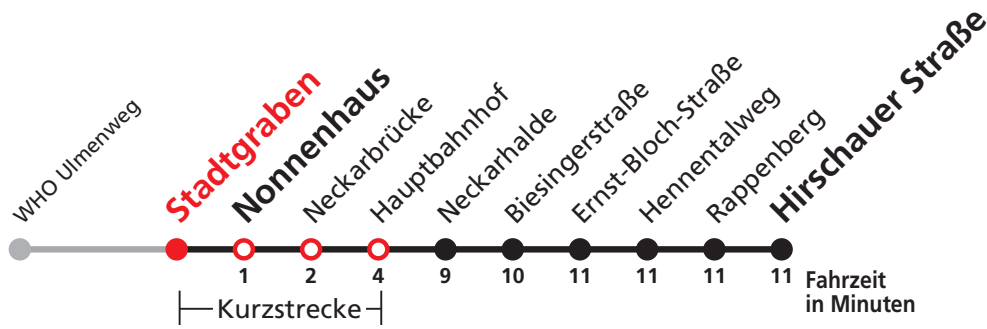 WHO Ulmenweg
Stadtgraben
Nonnenhaus
Neckarbrücke
Hauptbahnhof
Neckarhalde
Biesingerstraße
Ernst-Bloch-Straße
Hennentalweg
Rappenberg
Hirschauer Straße
1 2 4 9 10 11 11 11 11
Fahrzeit
in Minuten
Kurzstrecke